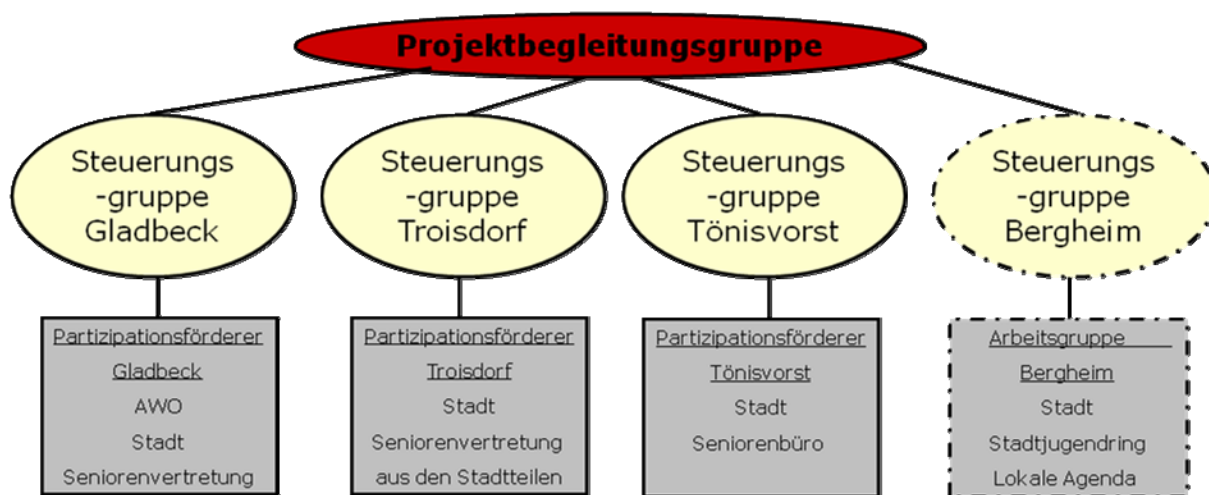 Projektbegleitungsgruppe
Steuerungs
-gruppe
Gladbeck
Steuerungs
-gruppe
Troisdorf
Steuerungs
-gruppe
Tönisvorst
Steuerungs
-gruppe
Bergheim
Partizipationsförderer
Gladbeck
AWO
Stadt
Seniorenvertretung
Partizipationsförderer
Troisdorf
Stadt
Seniorenvertretung
aus den Stadtteilen
Partizipationsförderer
Tönisvorst
Stadt
Seniorenbüro
Arbeitsgruppe
Bergheim
Stadt
Stadtjugendring
Lokale Agenda